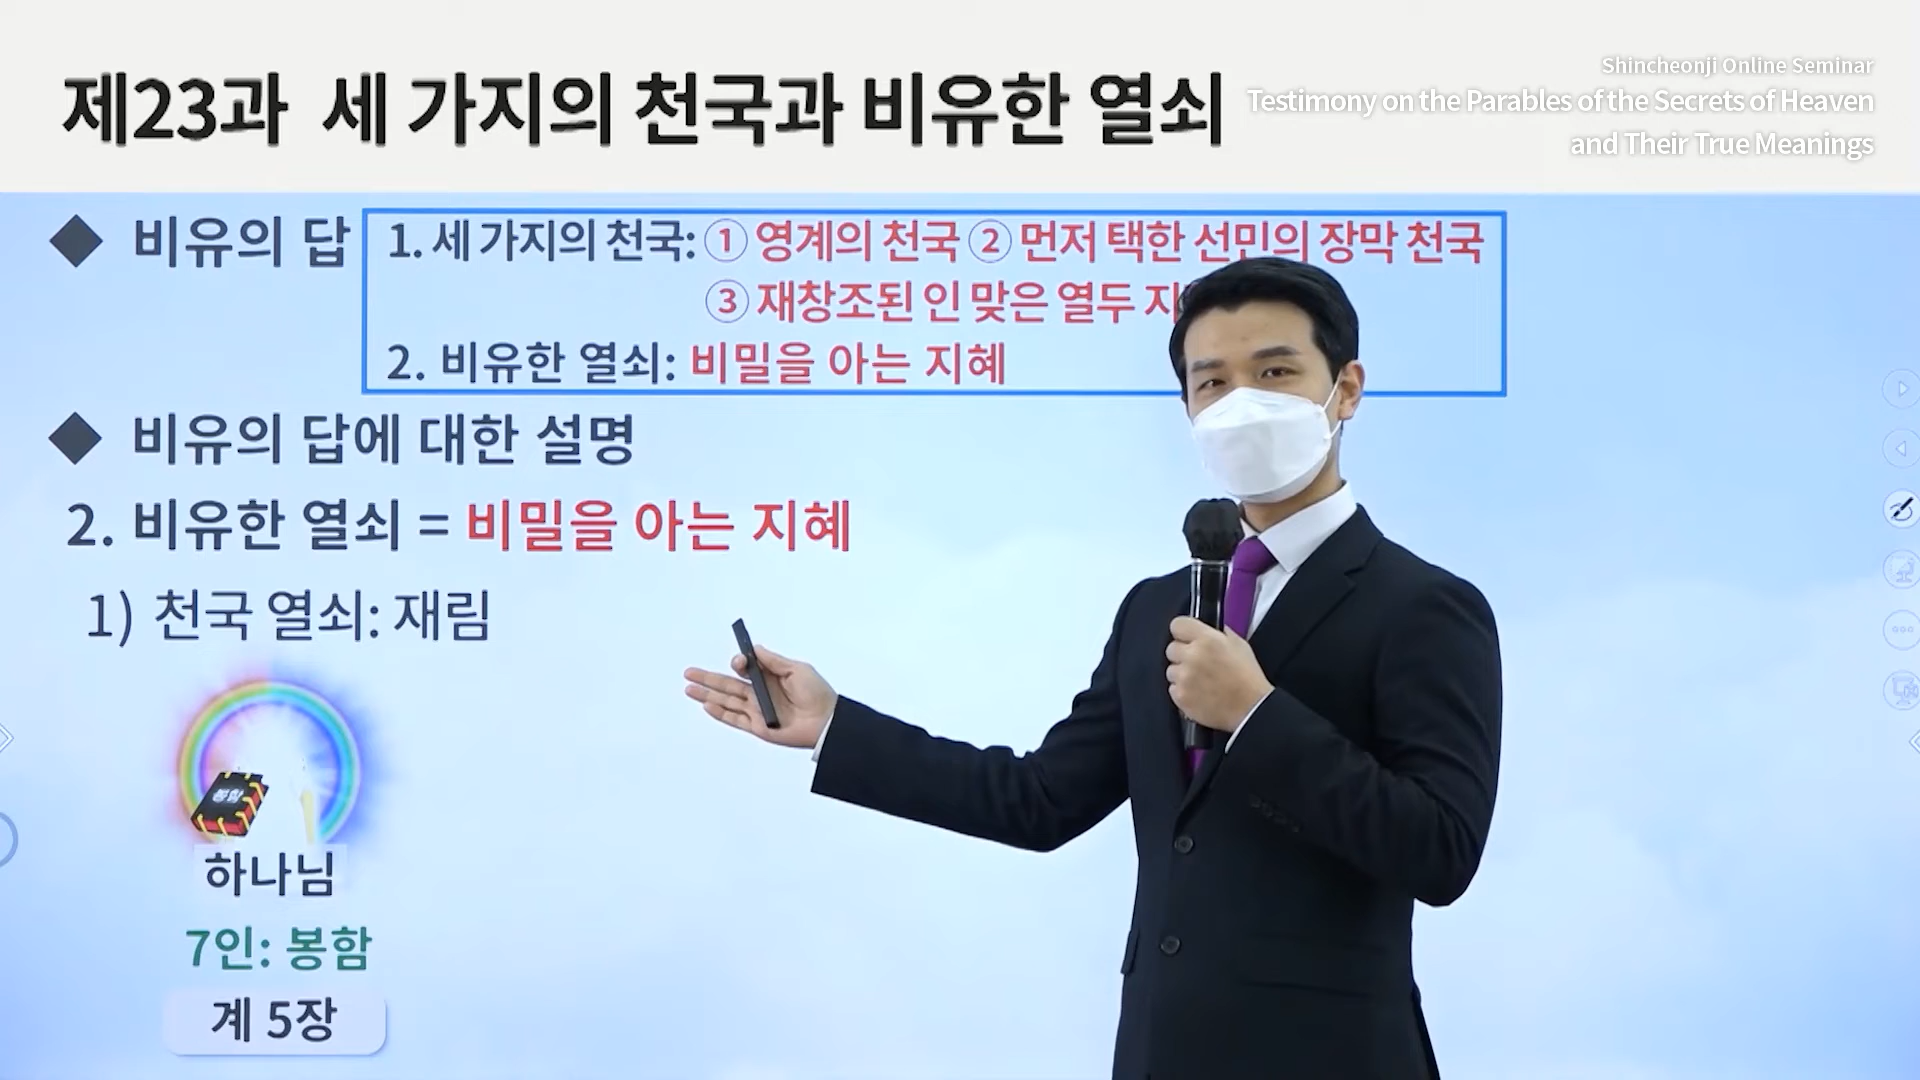 제23과 세 가지의 천국과 비유한 열쇠
Shincheonji Online Seminar
Testimony on the Parables of the Secrets of Heaven
and Their True Meanings
◆ 비유의 답
1. 세 가지의 천국: ① 영계의 천국 ② 먼저 택한 선민의 장막 천국
③ 재창조된 인 맞은 열두 지
2. 비유한 열쇠: 비밀을 아는 지혜
◆ 비유의 답에 대한 설명
2. 비유한 열쇠 = 비밀을 아는 지혜
1) 천국 열쇠: 재림
봉함
하나님
7인: 봉함
계 5장